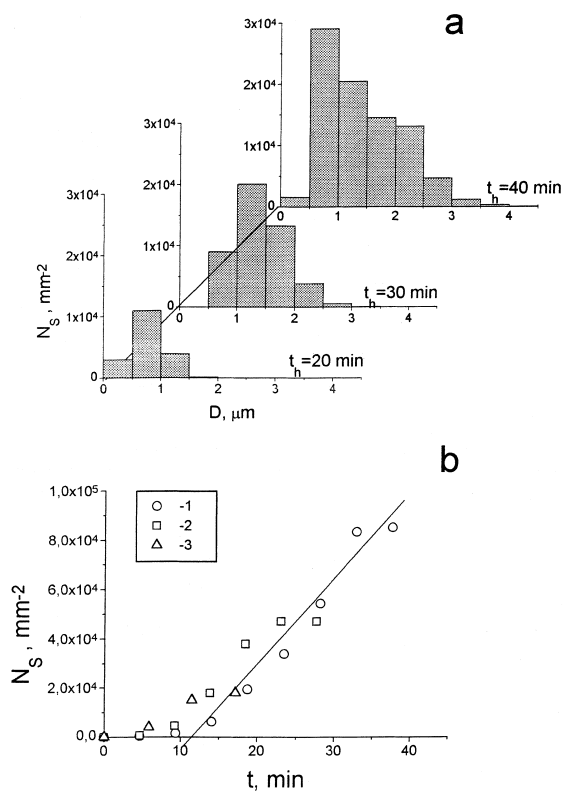 a
3x10⁴
2x10⁴
1x10⁴
0 1 2 3 4
t_h=40 min
3x10⁴
2x10⁴
1x10⁴
0
0 1 2 3 4
t_h=30 min
3x10⁴
2x10⁴
1x10⁴
0
0 1 2 3 4
t_h=20 min
N_S , mm⁻²
D, μm
b
1,0x10⁵
8,0x10⁴
6,0x10⁴
4,0x10⁴
2,0x10⁴
0,0
-1
-2
-3
0 10 20 30 40
N_S , mm⁻²
t, min